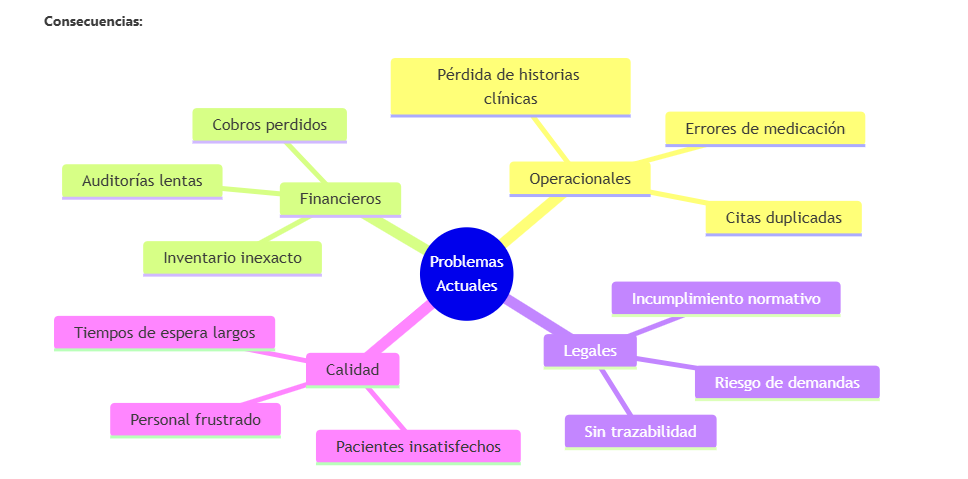 Consecuencias:
Pérdida de historias
clínicas
Errores de medicación
Operacionales
Citas duplicadas
Cobros perdidos
Auditorías lentas
Financieros
Inventario inexacto
Problemas
Actuales
Incumplimiento normativo
Legales
Riesgo de demandas
Sin trazabilidad
Tiempos de espera largos
Calidad
Personal frustrado
Pacientes insatisfechos